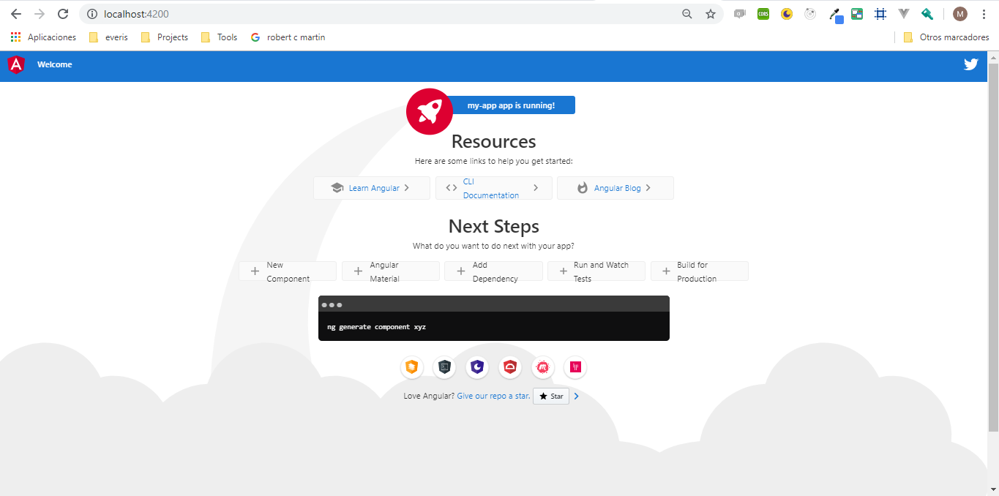 localhost:4200
CORS
M
Aplicaciones
everis
Projects
Tools
robert c martin
Otros marcadores
Welcome
my-app app is running!
Resources
Here are some links to help you get started:
Learn Angular
CLI
Documentation
Angular Blog
Next Steps
What do you want to do next with your app?
New
Component
Angular
Material
Add
Dependency
Run and Watch
Tests
Build for
Production
ng generate component xyz
Love Angular? Give our repo a star. Star